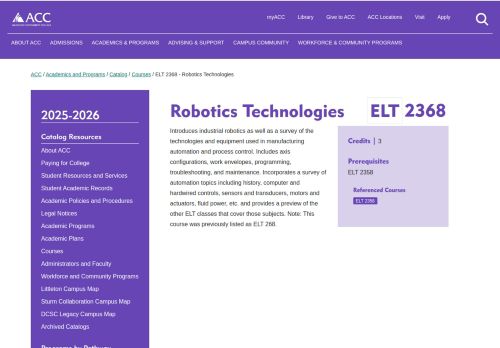 ACC
myACC Library Give to ACC ACC Locations Visit Apply
ABOUT ACC ADMISSIONS ACADEMICS & PROGRAMS ADVISING & SUPPORT CAMPUS COMMUNITY WORKFORCE & COMMUNITY PROGRAMS
ACC / Academics and Programs / Catalog / Courses / ELT 2368 - Robotics Technologies
2025-2026
Catalog Resources
About ACC
Paying for College
Student Resources and Services
Student Academic Records
Academic Policies and Procedures
Legal Notices
Academic Programs
Academic Plans
Courses
Administrators and Faculty
Workforce and Community Programs
Littleton Campus Map
Sturm Collaboration Campus Map
DCSC Legacy Campus Map
Archived Catalogs
Robotics Technologies ELT 2368
Introduces industrial robotics as well as a survey of the
technologies and equipment used in manufacturing
automation and process control. Includes axis
configurations, work envelopes, programming,
troubleshooting, and maintenance. Incorporates a survey of
automation topics including history, computer and
hardwired controls, sensors and transducers, motors and
actuators, fluid power, etc. and provides a preview of the
other ELT classes that cover those subjects. Note: This
course was previously listed as ELT 268.
Credits | 3
Prerequisites
ELT 2358
Referenced Courses
ELT 2358